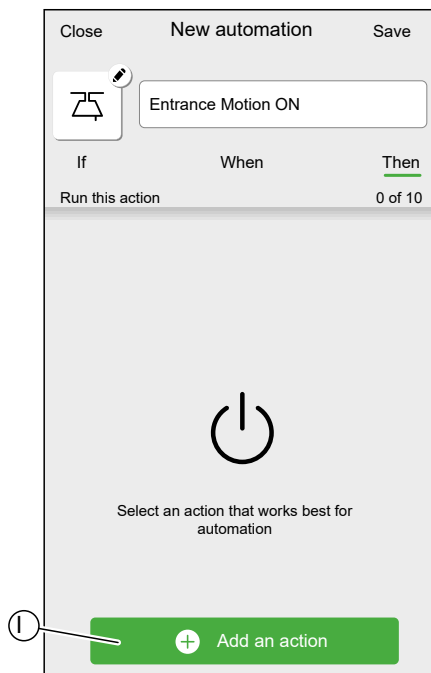 Close New automation Save
Entrance Motion ON
If When Then
Run this action 0 of 10
Select an action that works best for
automation
I Add an action